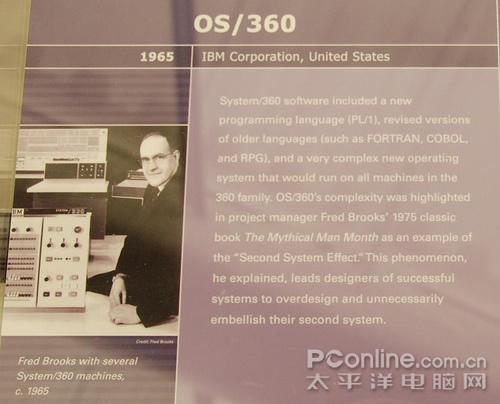 OS/360
1965 IBM Corporation, United States
System/360 software included a new
programming language (PL/1), revised versions
of older languages (such as FORTRAN, COBOL,
and RPG), and a very complex new operating
system that would run on all machines in the
360 family. OS/360's complexity was highlighted
in project manager Fred Brooks' 1975 classic
book The Mythical Man Month as an example of
the "Second System Effect." This phenomenon,
he explained, leads designers of successful
systems to overdesign and unnecessarily
embellish their second system.
IBM SYSTEM/360
Credit: Fred Brooks
Fred Brooks with several
System/360 machines,
c. 1965
PConline.com.cn
太平洋电脑网